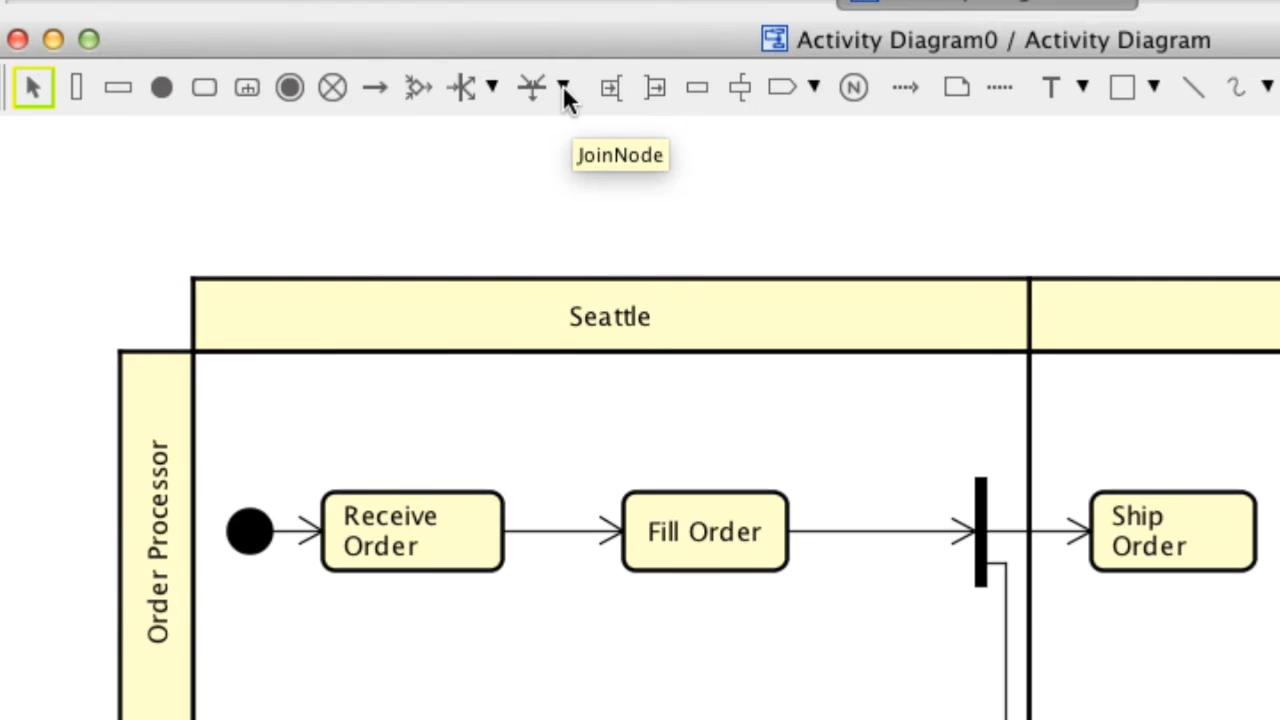 Activity Diagram0 / Activity Diagram
N
T
JoinNode
Seattle
Order Processor
Receive
Order
Fill Order
Ship
Order